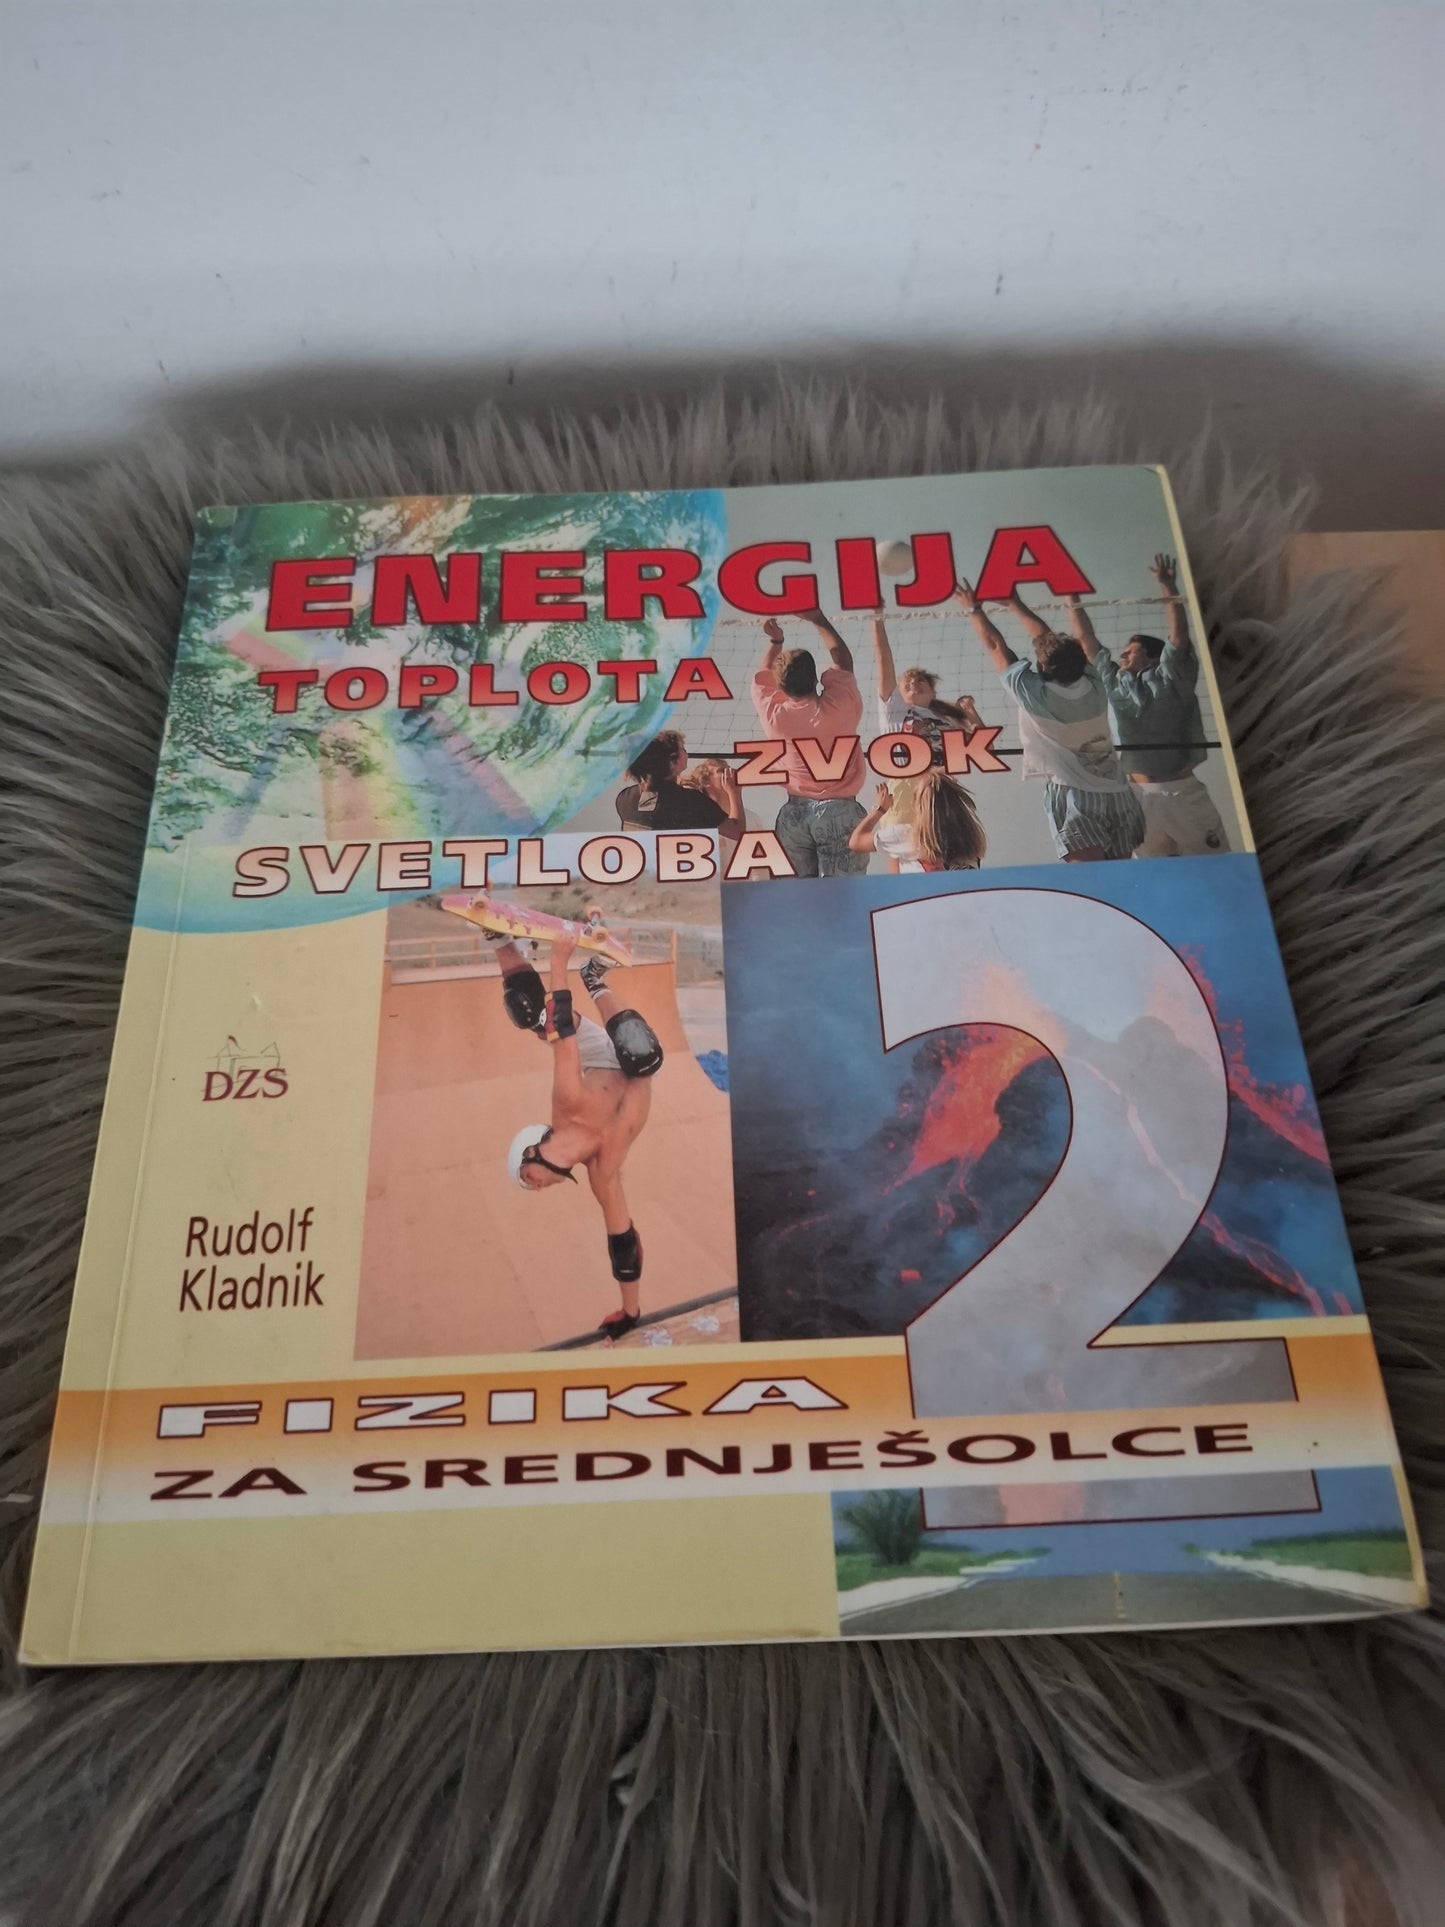 ENERGIJA
TOPLOTA
ZVOK
SVETLOBA
DZS
Rudolf
Kladnik
2
FIZIKA
ZA SREDNJEŠOLCE